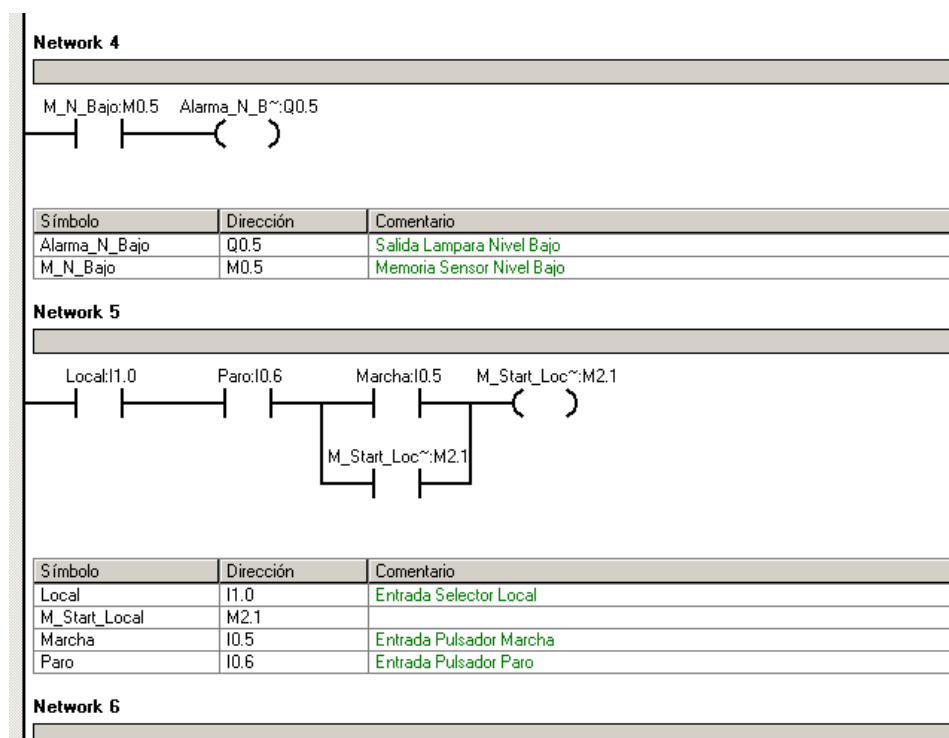 Network 4
M_N_Bajo:M0.5 Alarma_N_B~:Q0.5
Símbolo Dirección Comentario
Alarma_N_Bajo Q0.5 Salida Lampara Nivel Bajo
M_N_Bajo M0.5 Memoria Sensor Nivel Bajo
Network 5
Local:I1.0 Paro:I0.6 Marcha:I0.5 M_Start_Loc~:M2.1
M_Start_Loc~:M2.1
Símbolo Dirección Comentario
Local I1.0 Entrada Selector Local
M_Start_Local M2.1
Marcha I0.5 Entrada Pulsador Marcha
Paro I0.6 Entrada Pulsador Paro
Network 6